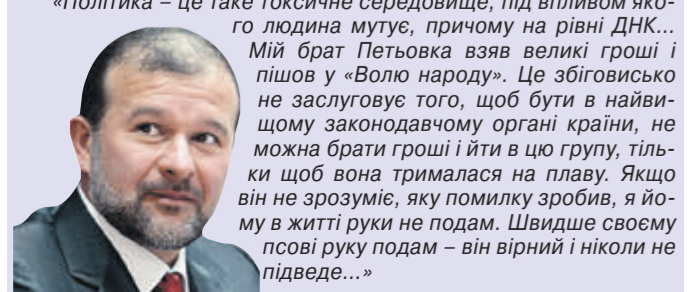 «Політика – це таке токсичне середовище, під впливом яко-
го людина мутує, причому на рівні ДНК...
Мій брат Петьовка взяв великі гроші і
пішов у «Волю народу». Це збіговисько
не заслуговує того, щоб бути в найви-
щому законодавчому органі країни, не
можна брати гроші і йти в цю групу, тіль-
ки щоб вона трималася на плаву. Якщо
він не зрозуміє, яку помилку зробив, я йо-
му в житті руки не подам. Швидше своєму
псові руку подам – він вірний і ніколи не
підведе...»